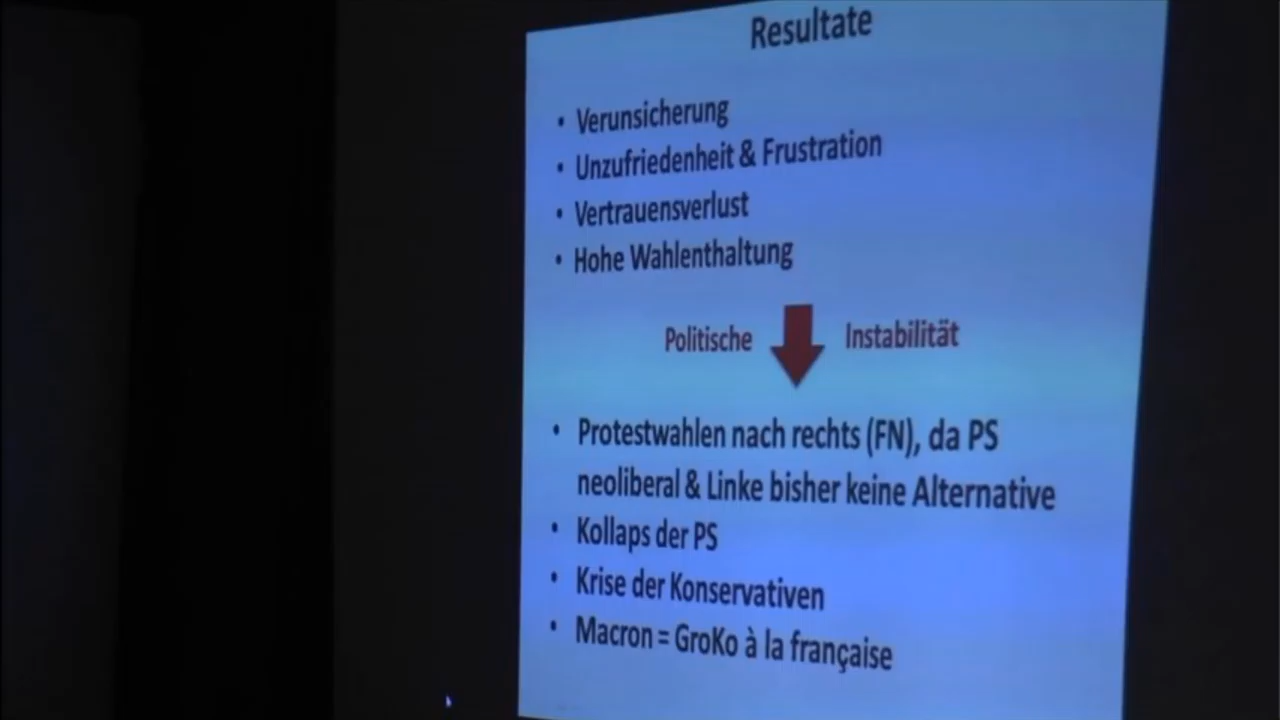 Resultate
• Verunsicherung
• Unzufriedenheit & Frustration
• Vertrauensverlust
• Hohe Wahlenthaltung
Politische Instabilität
• Protestwahlen nach rechts (FN), da PS
neoliberal & Linke bisher keine Alternative
• Kollaps der PS
• Krise der Konservativen
• Macron = GroKo à la française